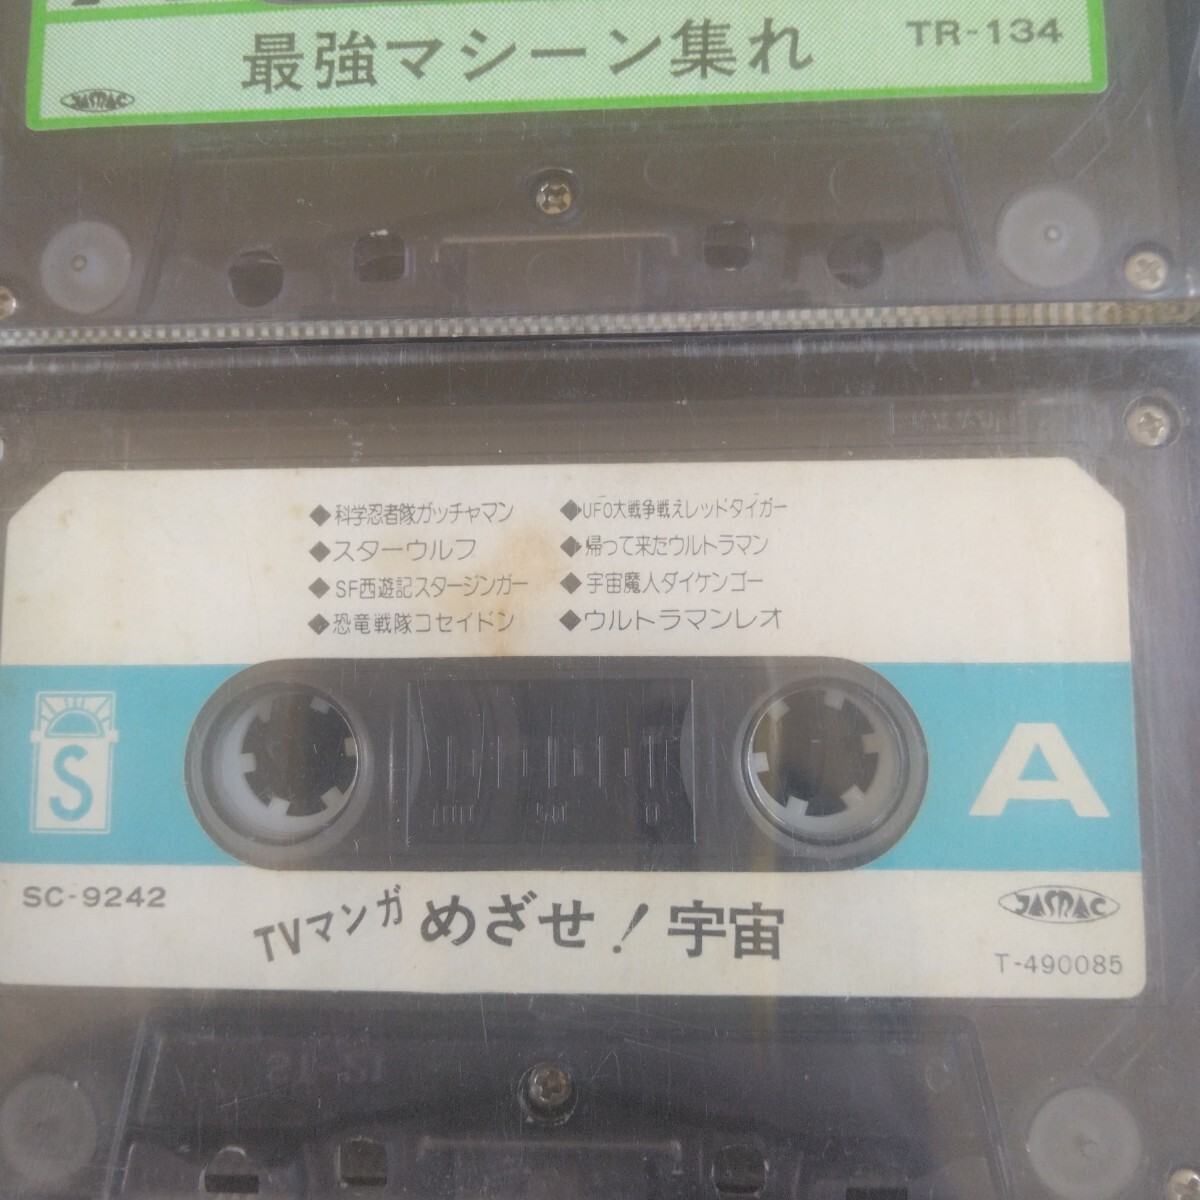 最強マシーン集れ
TR-134
JASRAC
◆科学忍者隊ガッチャマン
◆スターウルフ
◆SF西遊記スタージンガー
◆恐竜戦隊コセイドン
◆UFO大戦争戦えレッドタイガー
◆帰って来たウルトラマン
◆宇宙魔人ダイケンゴー
◆ウルトラマンレオ
S
A
100 50 0
SC-9242
TVマンガ めざせ!宇宙
JASRAC
T-490085